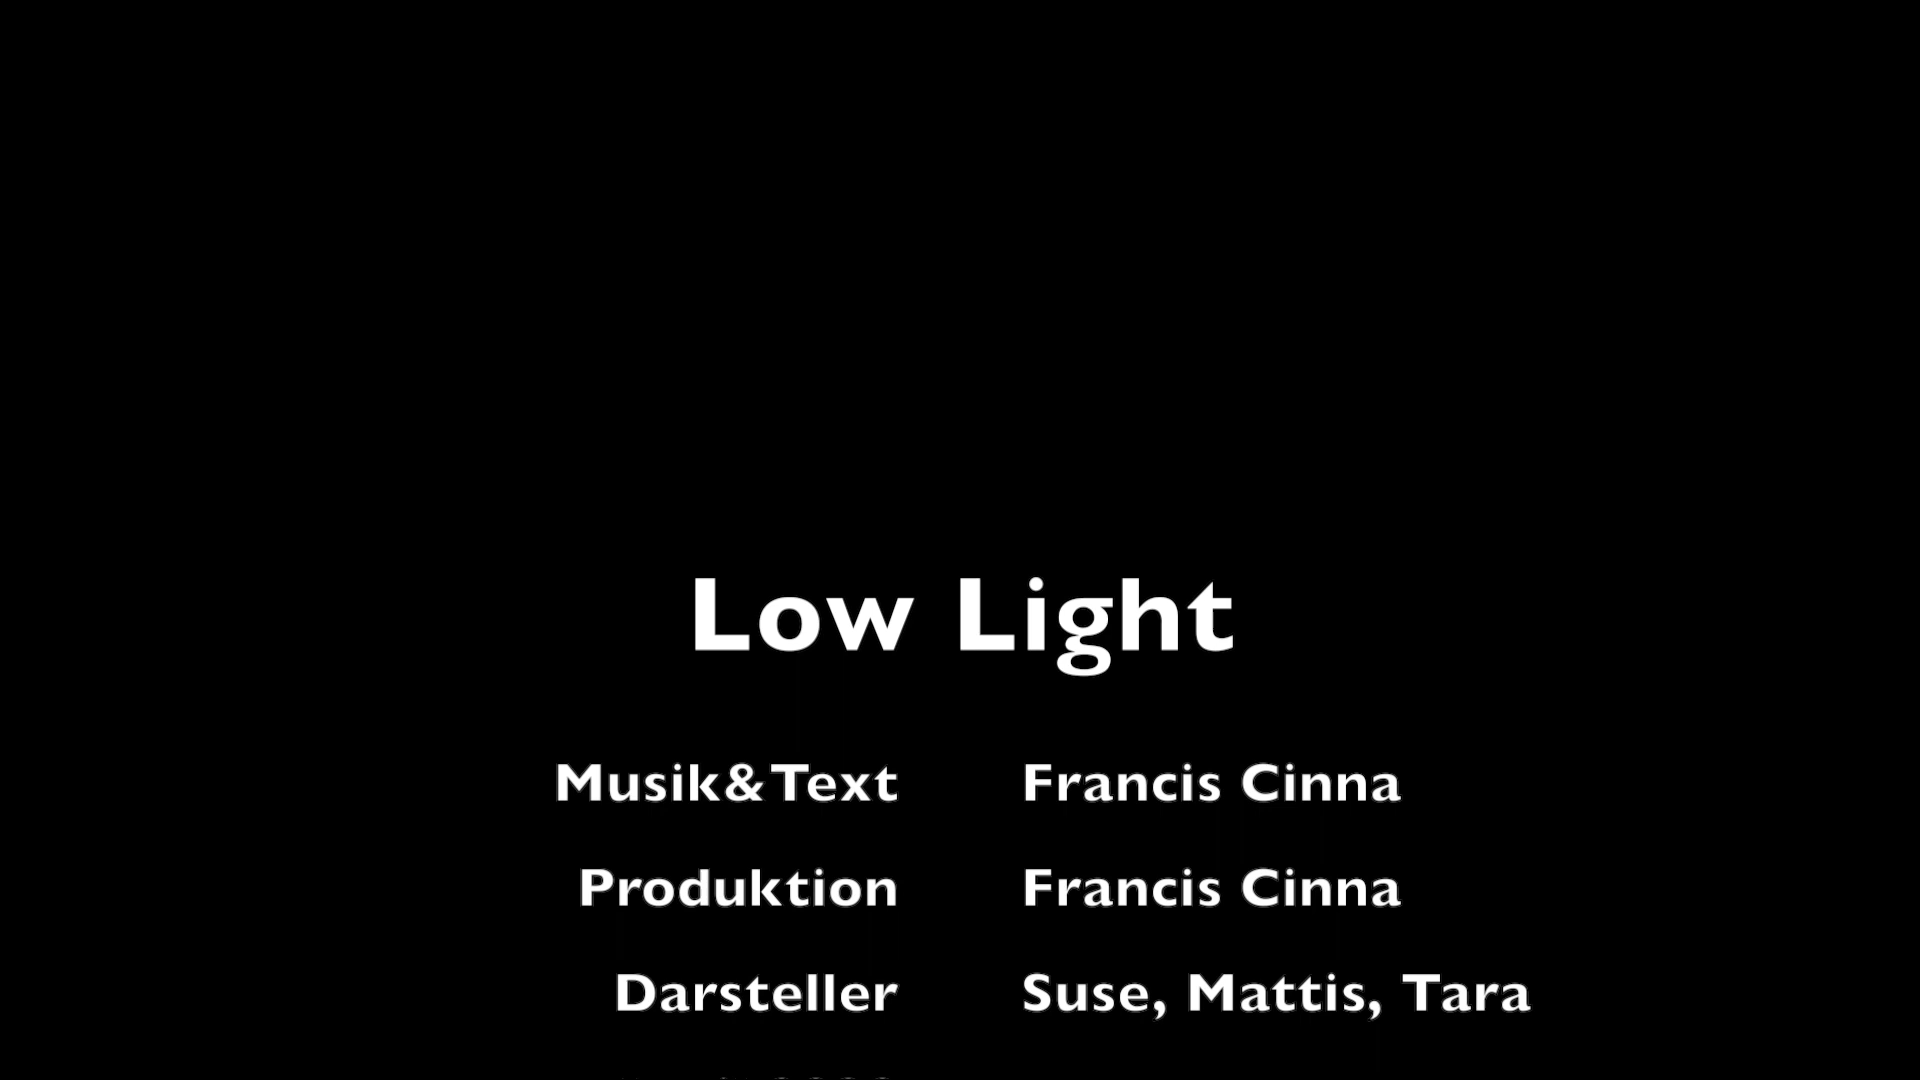 Low Light
Musik&Text Francis Cinna
Produktion Francis Cinna
Darsteller Suse, Mattis, Tara